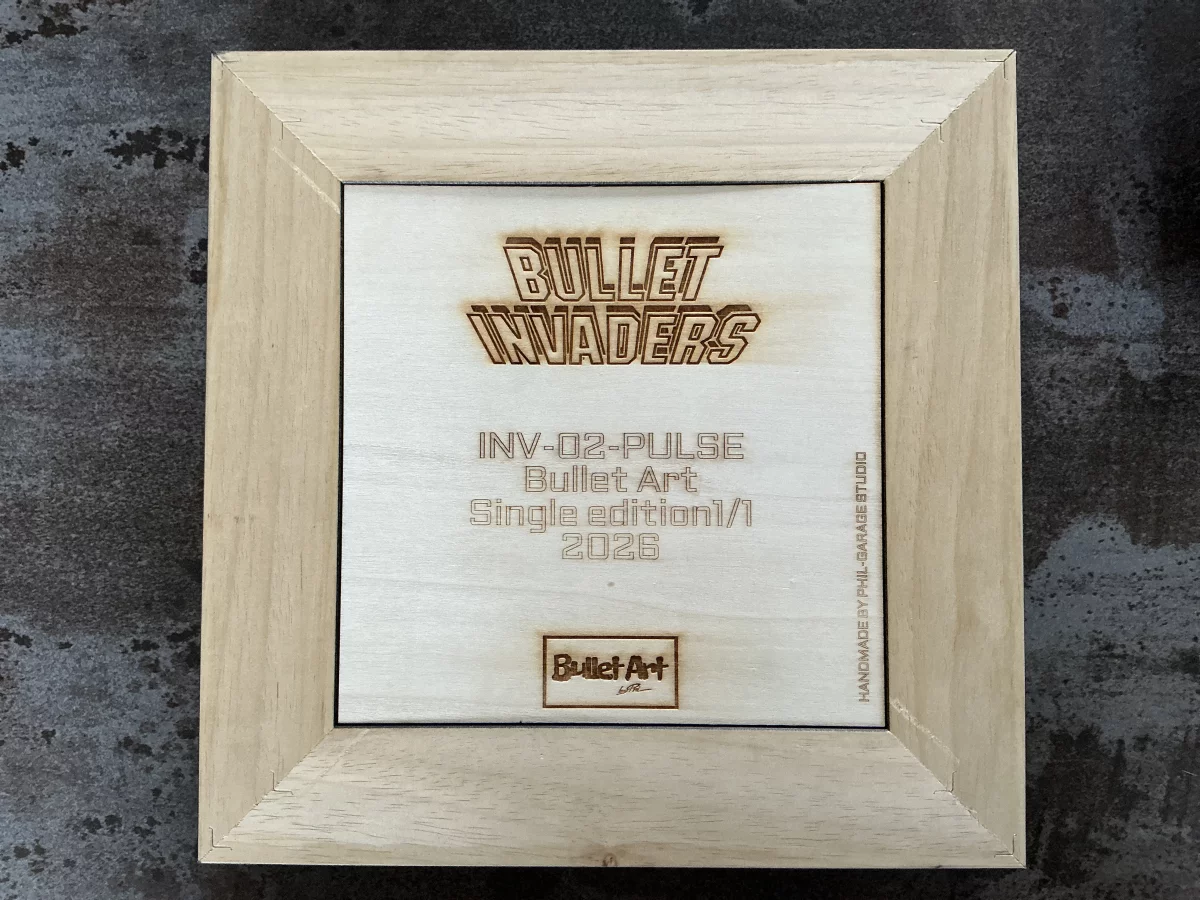 BULLET
INVADERS
INV-02-PULSE
Bullet Art
Single edition1/1
2026
Bullet Art
HANDMADE BY PHIL-GARAGE STUDIO